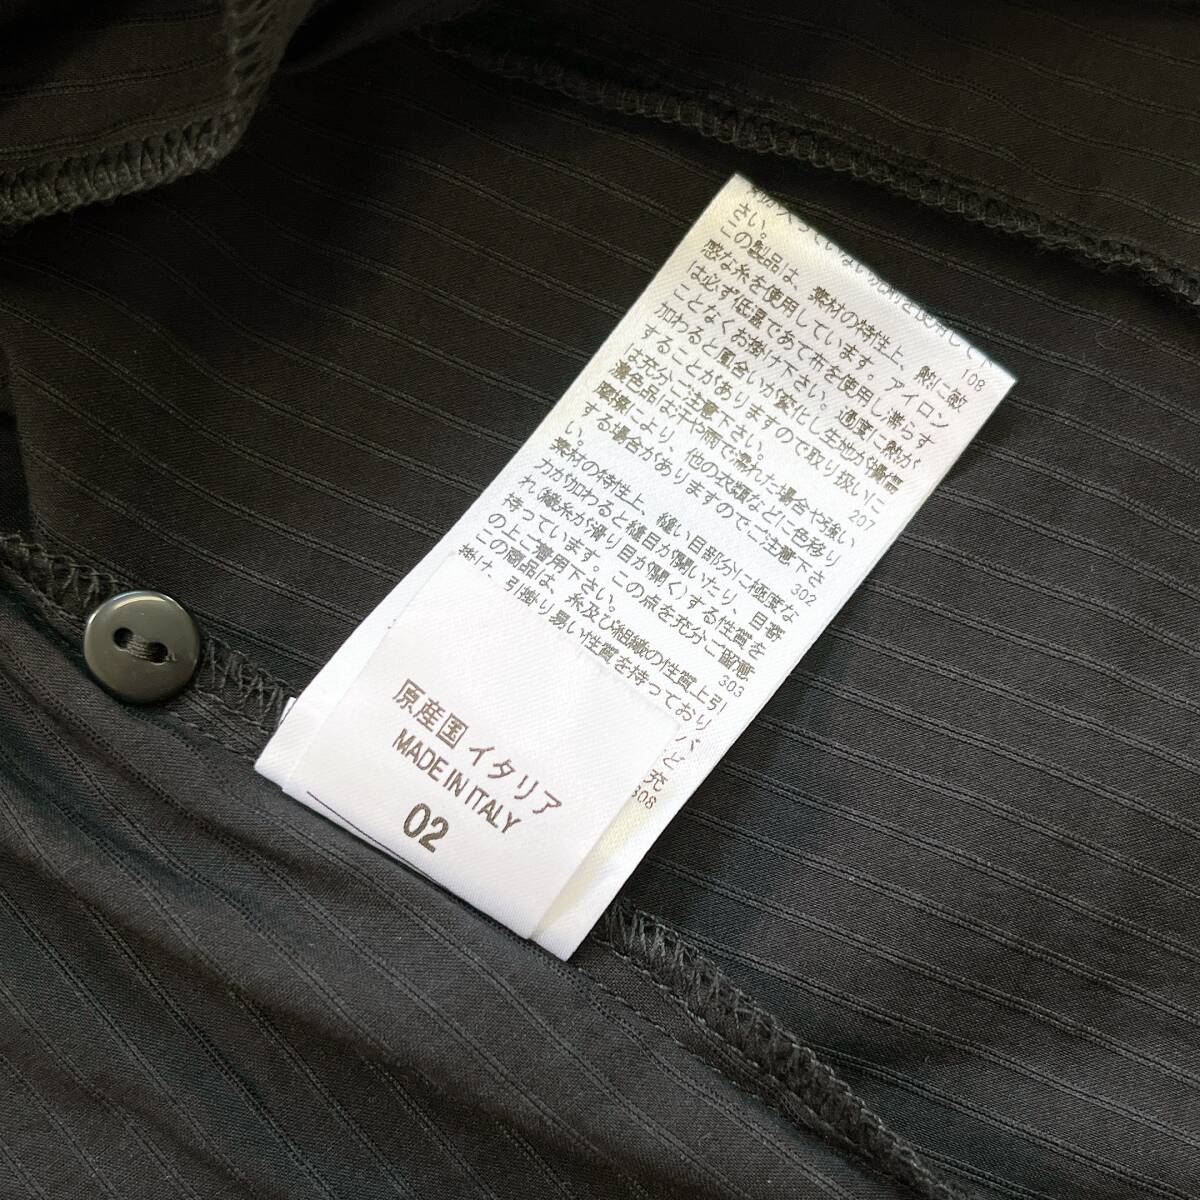 さい。
この製品は、素材の特性上、熱に敏
感な糸を使用しています。アイロン
は必ず低温であて布を使用し滞らす
ことなくお掛け下さい。過度に熱が
加わると風合いが変化し生地が損傷
することがありますので取り扱いに
は充分ご注意下さい。
108
濃色品は汗や雨で濡れた場合や強い
摩擦により、他の衣類などに色移り
する場合がありますのでご注意下さ
い。
207
素材の特性上、縫い目部分に極度な
力が加わると縫目が開いたり、目寄
れ(織糸が滑り目が開く)する性質を
持っています。この点を充分ご留意
の上ご着用下さい。
302
この商品は、糸及び組織の性質上引
掛け、引掛り易い性質を持っており
303
308
原産国 イタリア
MADE IN ITALY
02